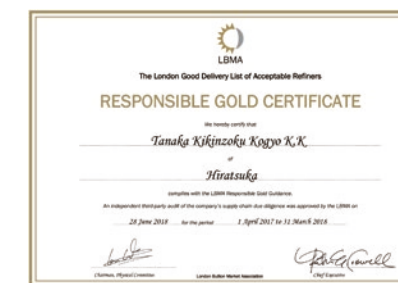 LBMA
The London Good Delivery List of Acceptable Refiners
RESPONSIBLE GOLD CERTIFICATE
We hereby certify that
Tanaka Kikinzoku Kogyo K.K
of
Hiratsuka
complies with the LBMA Responsible Gold Guidance.
An independent third-party audit of the company's supply chain due diligence was approved by the LBMA on
28 June 2018 for the period 1 April 2017 to 31 March 2018
Chairman, Physical Committee London Bullion Market Association Chief Executive